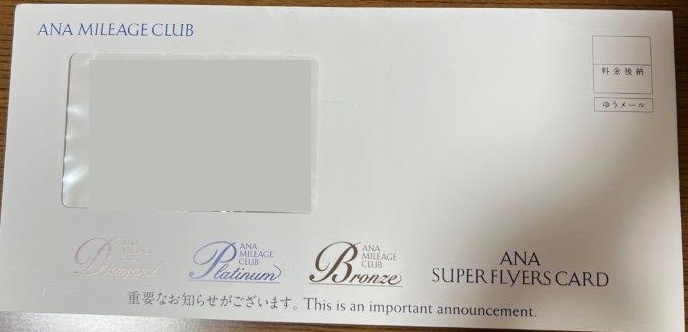 ANA MILEAGE CLUB
料金後納
ゆうメール
ANA
MILEAGE
CLUB
Diamond
ANA
MILEAGE
CLUB
Platinum
ANA
MILEAGE
CLUB
Bronze
ANA
SUPER FLYERS CARD
重要なお知らせがございます。This is an important announcement.